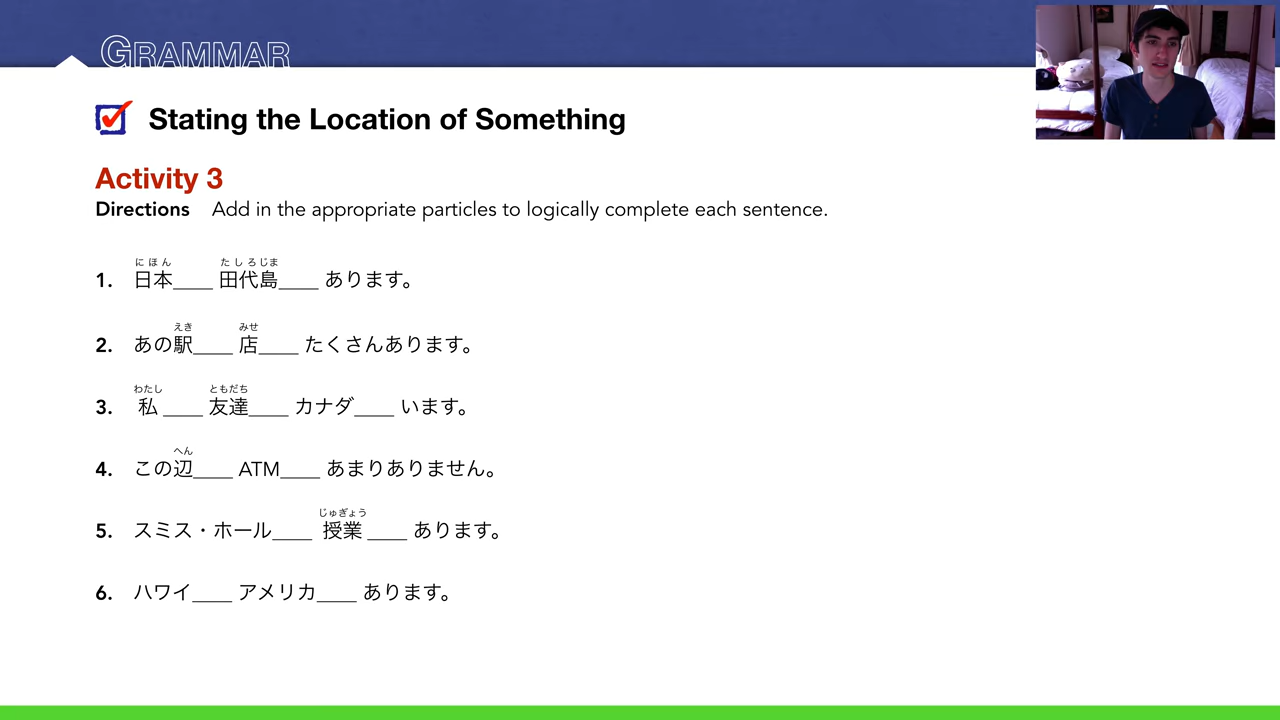 GRAMMAR
Stating the Location of Something
Activity 3
Directions Add in the appropriate particles to logically complete each sentence.
にほん たしろじま
1. 日本____ 田代島____ あります。
えき みせ
2. あの駅____ 店____ たくさんあります。
わたし ともだち
3. 私____ 友達____ カナダ____ います。
へん
4. この辺____ ATM____ あまりありません。
じゅぎょう
5. スミス・ホール____ 授業____ あります。
6. ハワイ____ アメリカ____ あります。